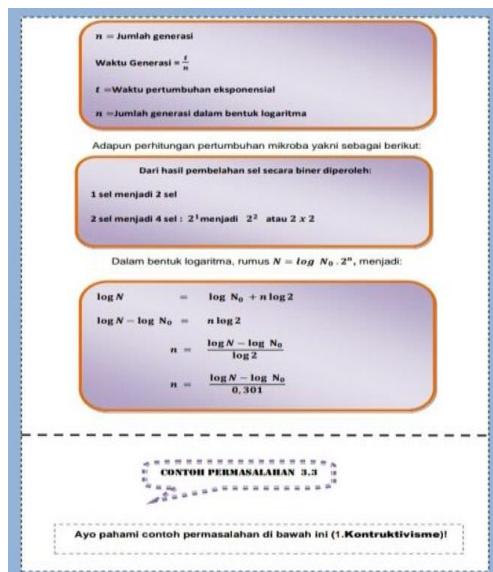 n = Jumlah generasi
Waktu Generasi = t/n
t =Waktu pertumbuhan eksponensial
n =Jumlah generasi dalam bentuk logaritma
Adapun perhitungan pertumbuhan mikroba yakni sebagai berikut:
Dari hasil pembelahan sel secara biner diperoleh:
1 sel menjadi 2 sel
2 sel menjadi 4 sel : 2¹menjadi 2² atau 2 x 2
Dalam bentuk logaritma, rumus N = log N₀ . 2ⁿ, menjadi:
log N = log N₀ + n log 2
log N − log N₀ = n log 2
n = (log N − log N₀)/log 2
n = (log N − log N₀)/0,301
CONTOH PERMASALAHAN 3.3
Ayo pahami contoh permasalahan di bawah ini (1.Kontruktivisme)!